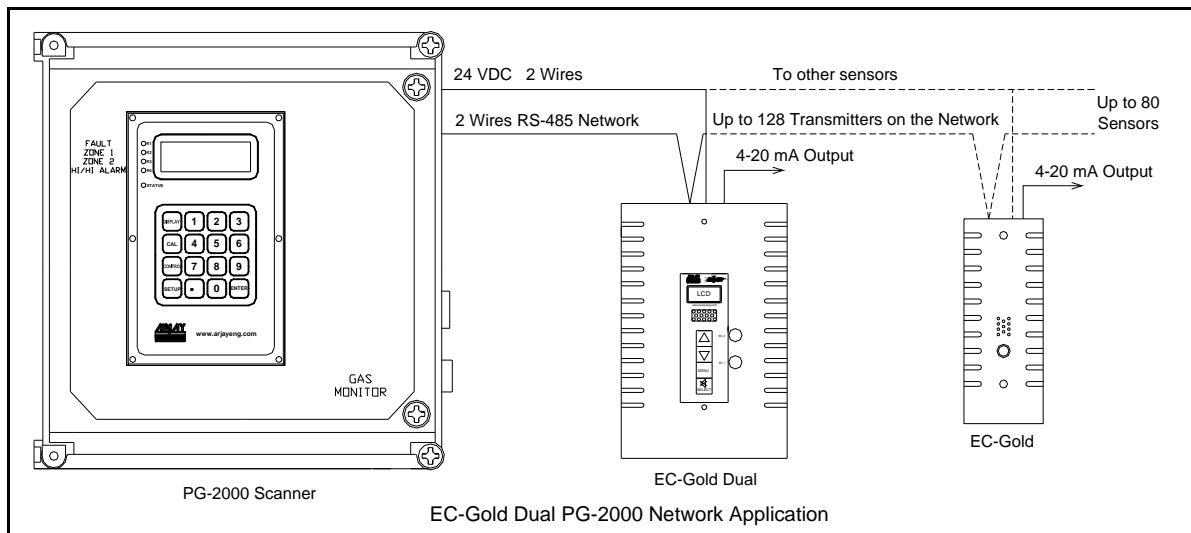 24 VDC 2 Wires
To other sensors
Up to 80
Sensors
2 Wires RS-485 Network
Up to 128 Transmitters on the Network
4-20 mA Output
4-20 mA Output
FAULT
ZONE 1
ZONE 2
HI/HI ALARM
STATUS
DISPLAY 1 2 3
CAL 4 5 6
CONTROL 7 8 9
SETUP . 0 ENTER
ARJAY
www.arjayeng.com
GAS
MONITOR
LCD
MENU
SELECT
PG-2000 Scanner
EC-Gold Dual
EC-Gold
EC-Gold Dual PG-2000 Network Application